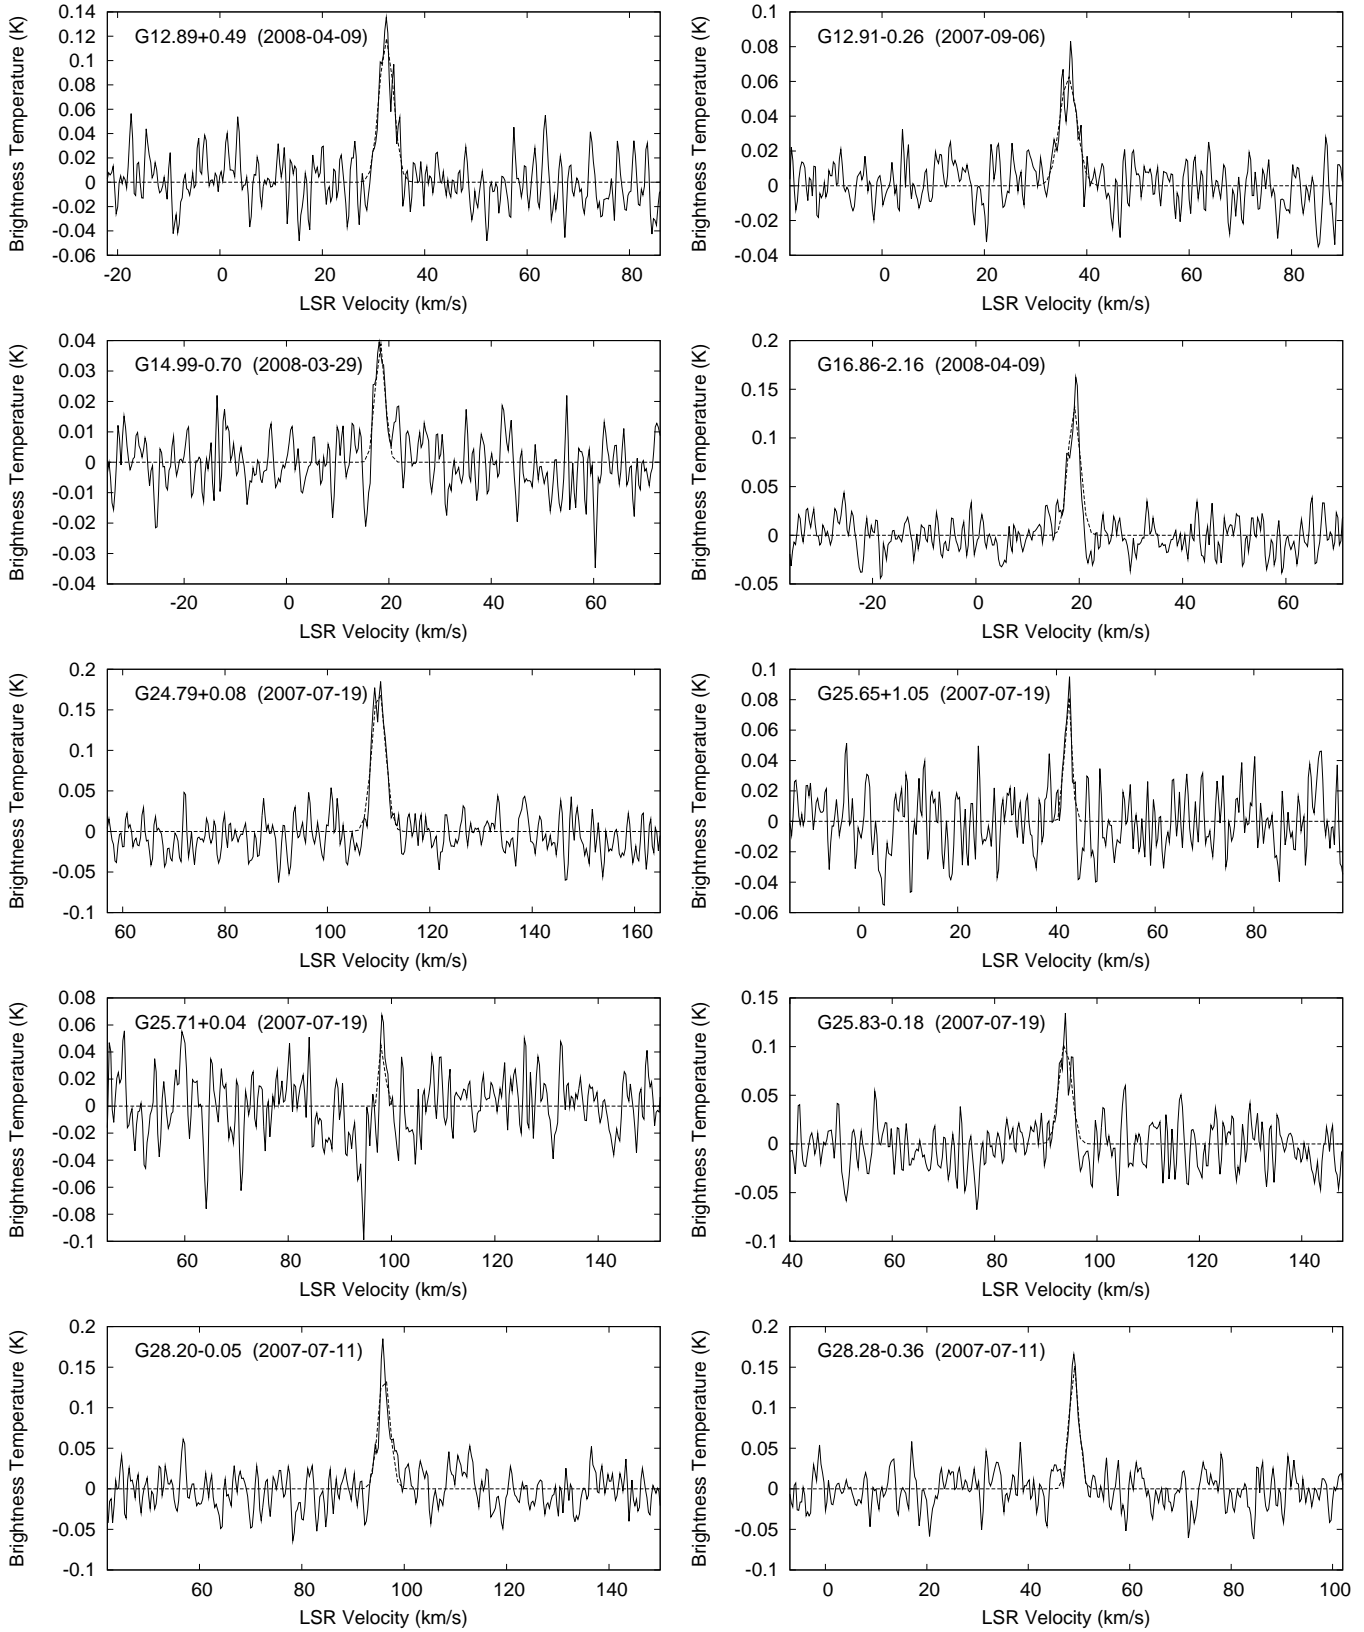 G12.89+0.49 (2008-04-09)
Brightness Temperature (K)
0.14
0.12
0.1
0.08
0.06
0.04
0.02
0
-0.02
-0.04
-0.06
-20 0 20 40 60 80
LSR Velocity (km/s)
G12.91-0.26 (2007-09-06)
Brightness Temperature (K)
0.1
0.08
0.06
0.04
0.02
0
-0.02
-0.04
0 20 40 60 80
LSR Velocity (km/s)
G14.99-0.70 (2008-03-29)
Brightness Temperature (K)
0.04
0.03
0.02
0.01
0
-0.01
-0.02
-0.03
-0.04
-20 0 20 40 60
LSR Velocity (km/s)
G16.86-2.16 (2008-04-09)
Brightness Temperature (K)
0.2
0.15
0.1
0.05
0
-0.05
-20 0 20 40 60
LSR Velocity (km/s)
G24.79+0.08 (2007-07-19)
Brightness Temperature (K)
0.2
0.15
0.1
0.05
0
-0.05
-0.1
60 80 100 120 140 160
LSR Velocity (km/s)
G25.65+1.05 (2007-07-19)
Brightness Temperature (K)
0.1
0.08
0.06
0.04
0.02
0
-0.02
-0.04
-0.06
0 20 40 60 80
LSR Velocity (km/s)
G25.71+0.04 (2007-07-19)
Brightness Temperature (K)
0.08
0.06
0.04
0.02
0
-0.02
-0.04
-0.06
-0.08
-0.1
60 80 100 120 140
LSR Velocity (km/s)
G25.83-0.18 (2007-07-19)
Brightness Temperature (K)
0.15
0.1
0.05
0
-0.05
-0.1
40 60 80 100 120 140
LSR Velocity (km/s)
G28.20-0.05 (2007-07-11)
Brightness Temperature (K)
0.2
0.15
0.1
0.05
0
-0.05
-0.1
60 80 100 120 140
LSR Velocity (km/s)
G28.28-0.36 (2007-07-11)
Brightness Temperature (K)
0.2
0.15
0.1
0.05
0
-0.05
-0.1
0 20 40 60 80 100
LSR Velocity (km/s)